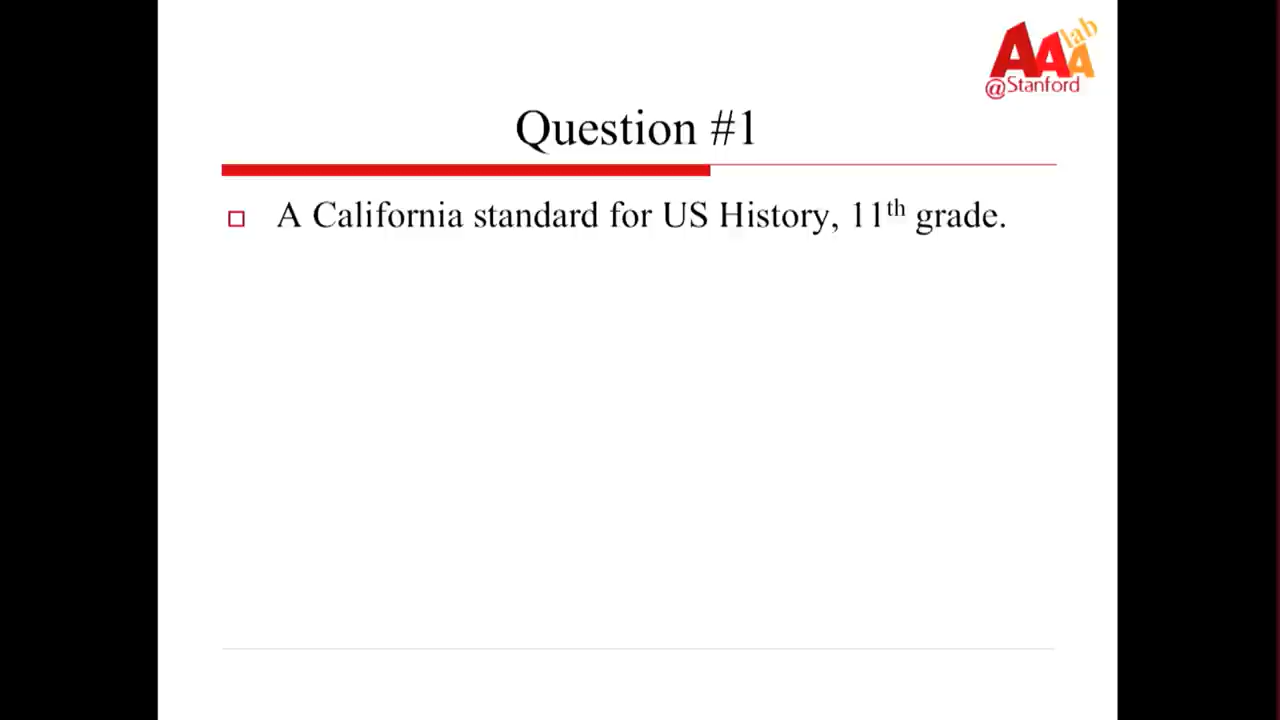 AAA lab
@Stanford
Question #1
A California standard for US History, 11th grade.